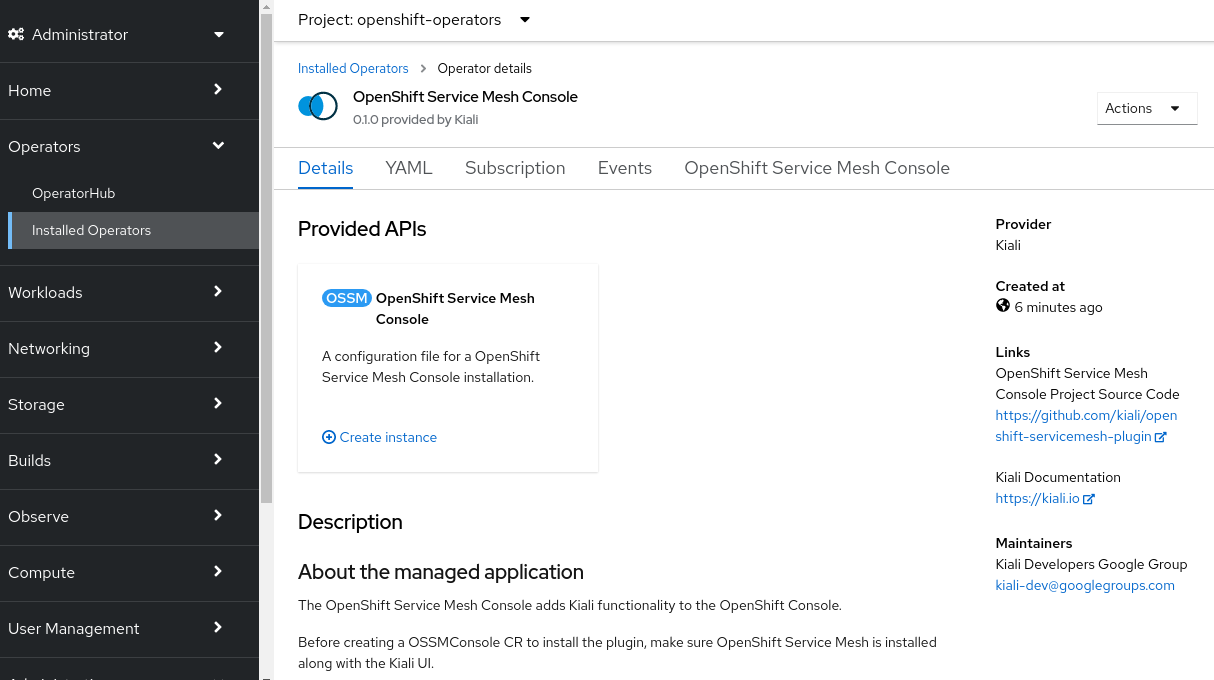 Administrator
Home
Operators
OperatorHub
Installed Operators
Workloads
Networking
Storage
Builds
Observe
Compute
User Management
Project: openshift-operators
Installed Operators > Operator details
OpenShift Service Mesh Console
0.1.0 provided by Kiali
Actions
Details YAML Subscription Events OpenShift Service Mesh Console
Provided APIs
OSSM OpenShift Service Mesh
Console
A configuration file for a OpenShift
Service Mesh Console installation.
Create instance
Description
About the managed application
The OpenShift Service Mesh Console adds Kiali functionality to the OpenShift Console.
Before creating a OSSMConsole CR to install the plugin, make sure OpenShift Service Mesh is installed
along with the Kiali UI.
Provider
Kiali
Created at
6 minutes ago
Links
OpenShift Service Mesh
Console Project Source Code
https://github.com/kiali/open
shift-servicemesh-plugin
Kiali Documentation
https://kiali.io
Maintainers
Kiali Developers Google Group
kiali-dev@googlegroups.com